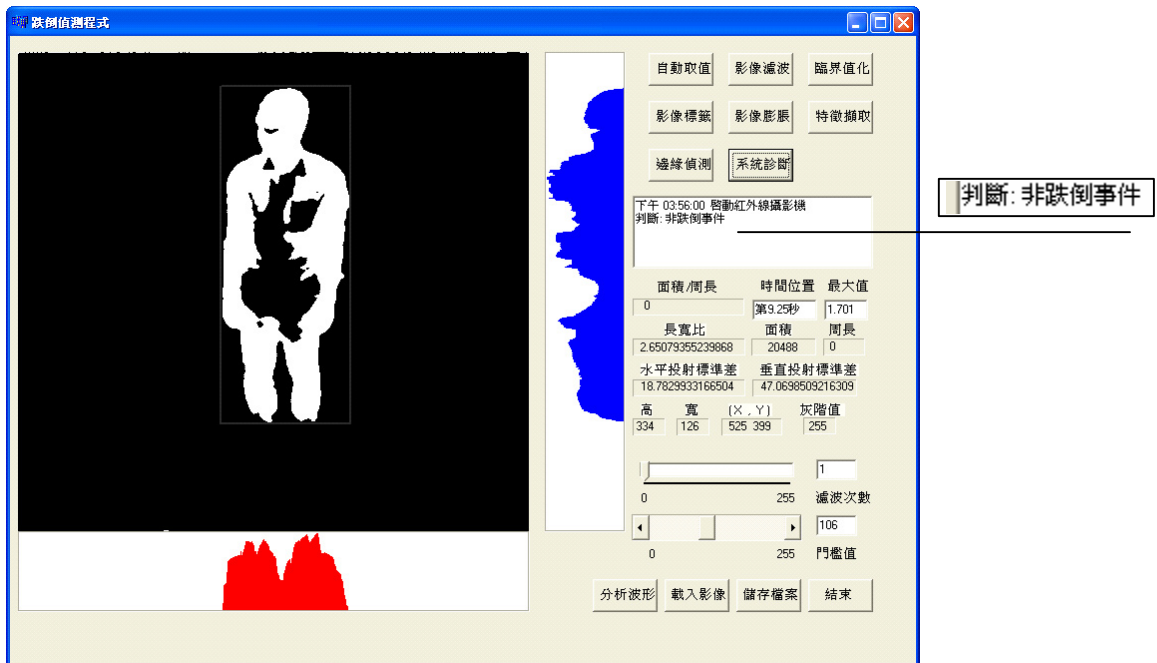 跌倒偵測程式
自動取值 影像濾波 臨界值化
影像標籤 影像膨脹 特徵擷取
邊緣偵測 系統診斷
下午 03:56:00 啓動紅外線攝影機
判斷: 非跌倒事件
判斷: 非跌倒事件
面積/周長 時間位置 最大值
0 第9.25秒 1.701
長寬比 面積 周長
2.65079355239868 20488 0
水平投射標準差 垂直投射標準差
18.7829933166504 47.0698509216309
高 寬 (X , Y) 灰階值
334 126 525 399 255
1
0 255 濾波次數
106
0 255 門檻值
分析波形 載入影像 儲存檔案 結束